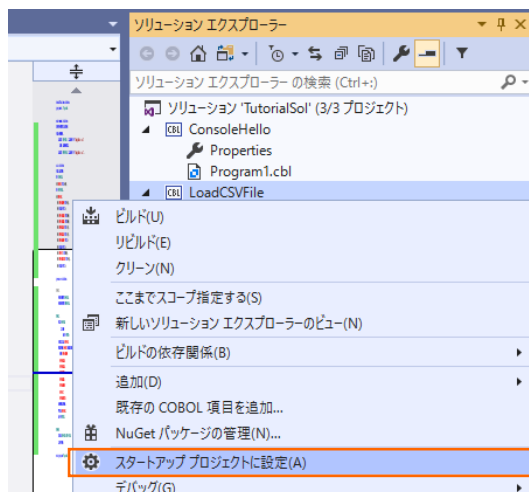 ソリューション エクスプローラー
ソリューション エクスプローラー の検索 (Ctrl+:)
ソリューション 'TutorialSol' (3/3 プロジェクト)
CBL ConsoleHello
Properties
Program1.cbl
CBL LoadCSVFile
ビルド(U)
リビルド(E)
クリーン(N)
ここまでスコープ指定する(S)
新しいソリューション エクスプローラーのビュー(N)
ビルドの依存関係(B)
追加(D)
既存の COBOL 項目を追加...
NuGet パッケージの管理(N)...
スタートアップ プロジェクトに設定(A)
デバッグ(G)